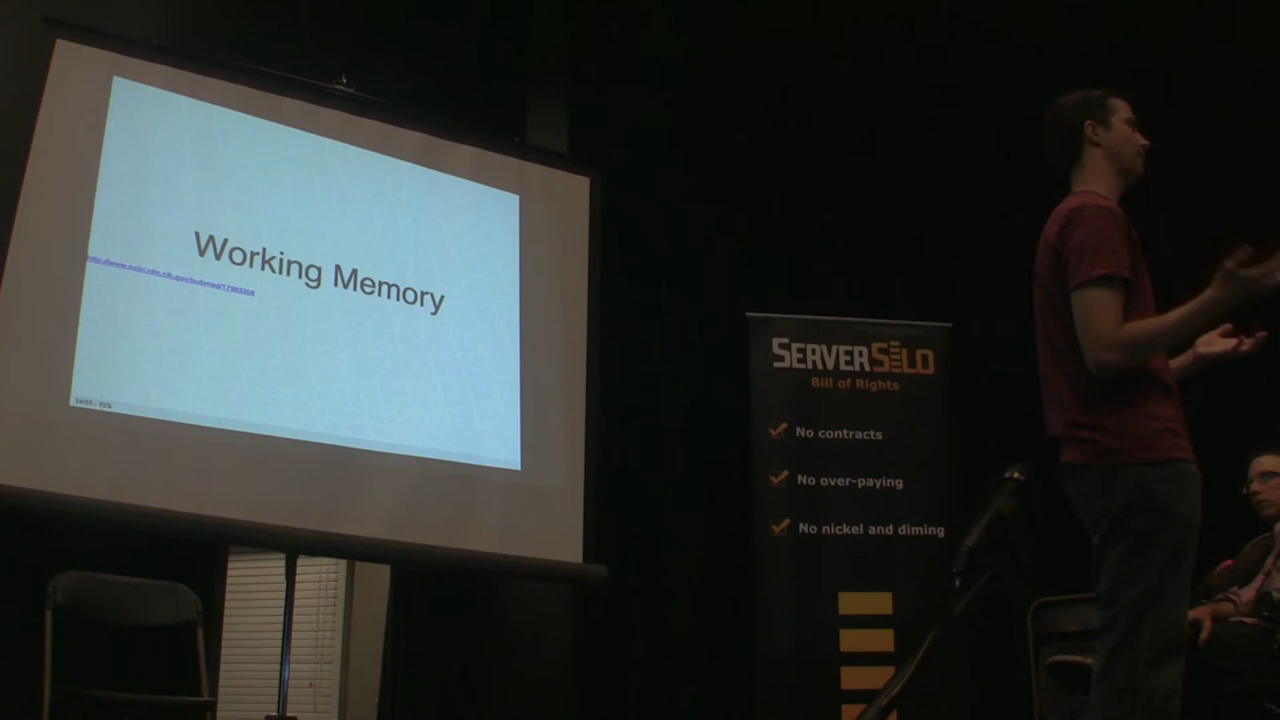 Working Memory
SERVERSILO
Bill of Rights
No contracts
No over-paying
No nickel and diming